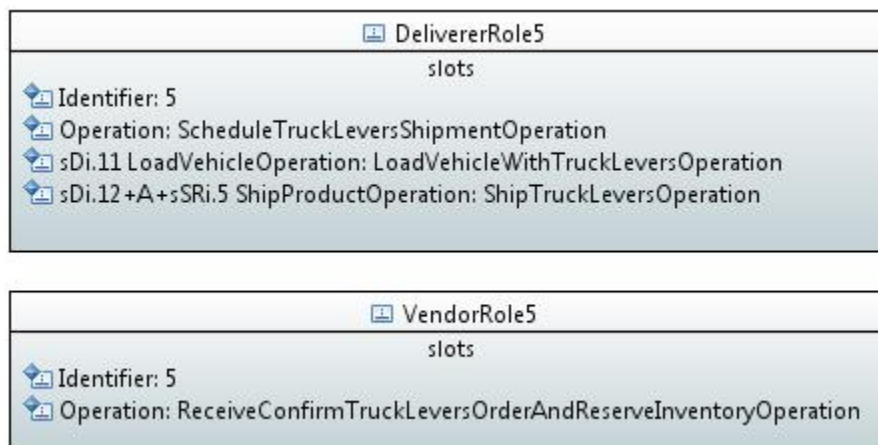 DelivererRole5
slots
Identifier: 5
Operation: ScheduleTruckLeversShipmentOperation
sDi.11 LoadVehicleOperation: LoadVehicleWithTruckLeversOperation
sDi.12+A+sSRi.5 ShipProductOperation: ShipTruckLeversOperation
VendorRole5
slots
Identifier: 5
Operation: ReceiveConfirmTruckLeversOrderAndReserveInventoryOperation